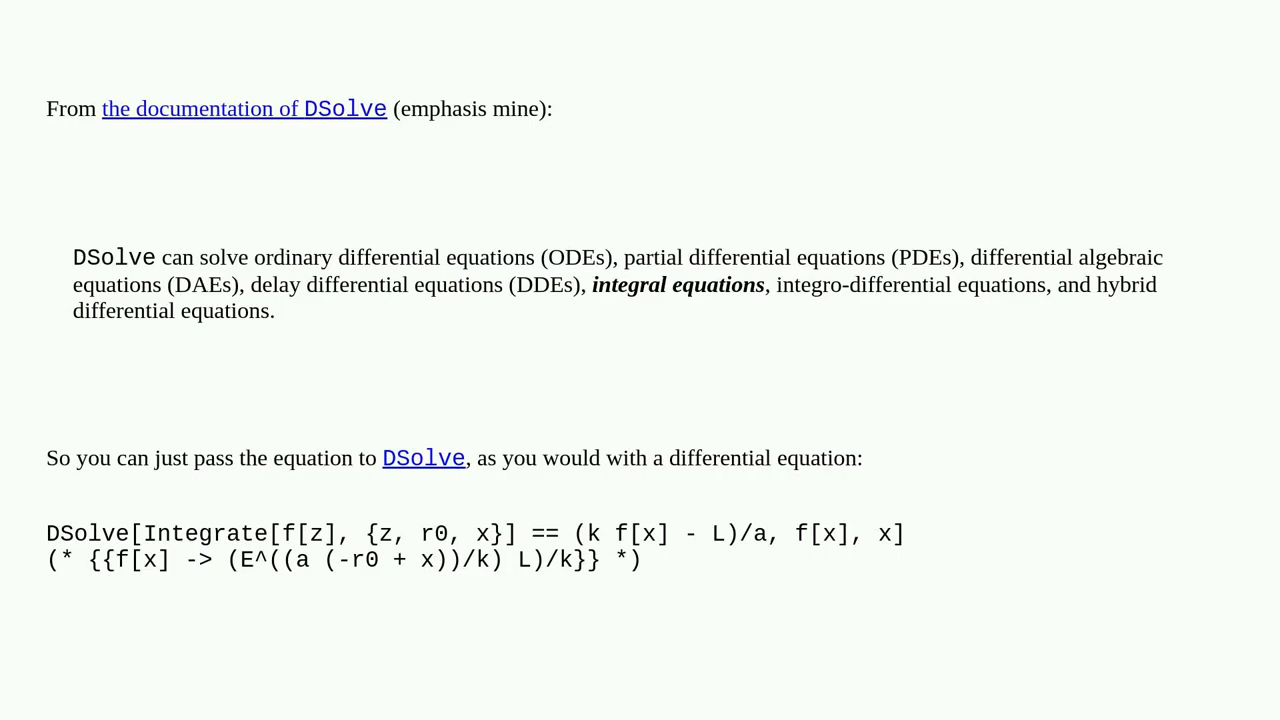 From the documentation of DSolve (emphasis mine):
DSolve can solve ordinary differential equations (ODEs), partial differential equations (PDEs), differential algebraic
equations (DAEs), delay differential equations (DDEs), integral equations, integro-differential equations, and hybrid
differential equations.
So you can just pass the equation to DSolve, as you would with a differential equation:
DSolve[Integrate[f[z], {z, r0, x}] == (k f[x] - L)/a, f[x], x]
(* {{f[x] -> (E^((a (-r0 + x))/k) L)/k}} *)